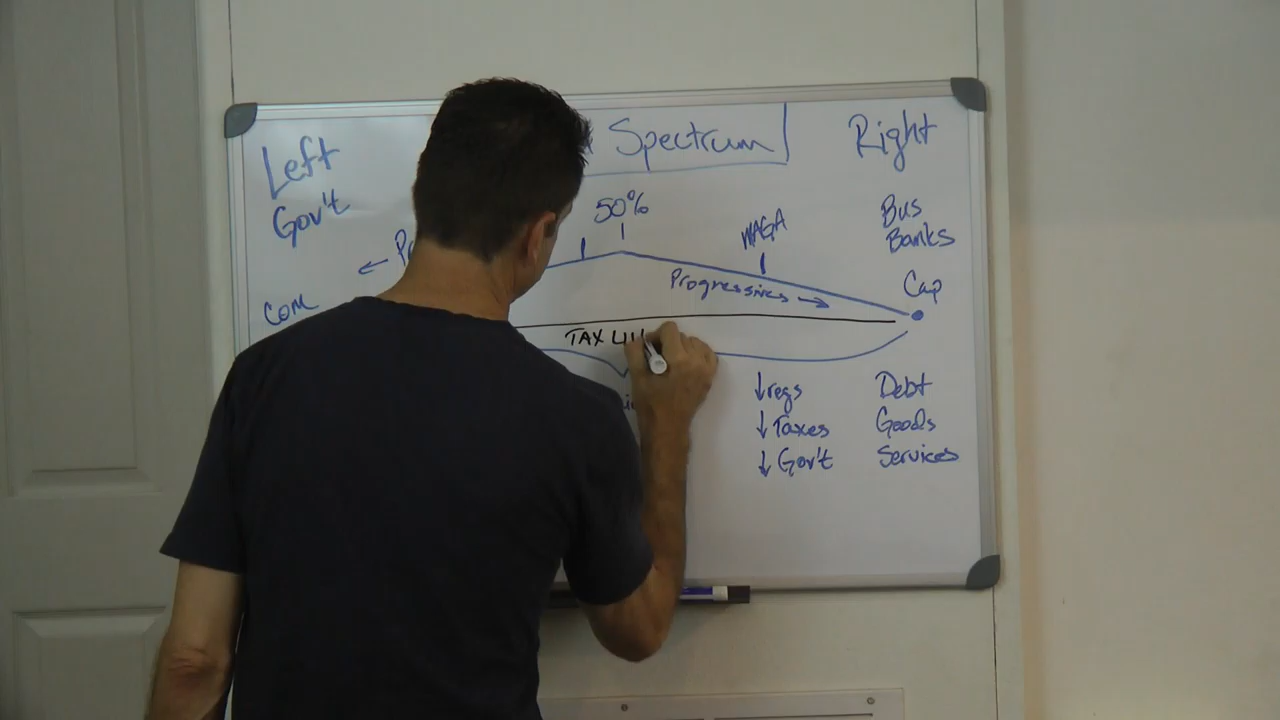 Left
Spectrum
Right
Gov't
50%
MAGA
Bus
Banks
←
Progressives →
Cap
Com
TAX
↓ regs
Debt
↓ Taxes
Goods
↓ Gov't
Services